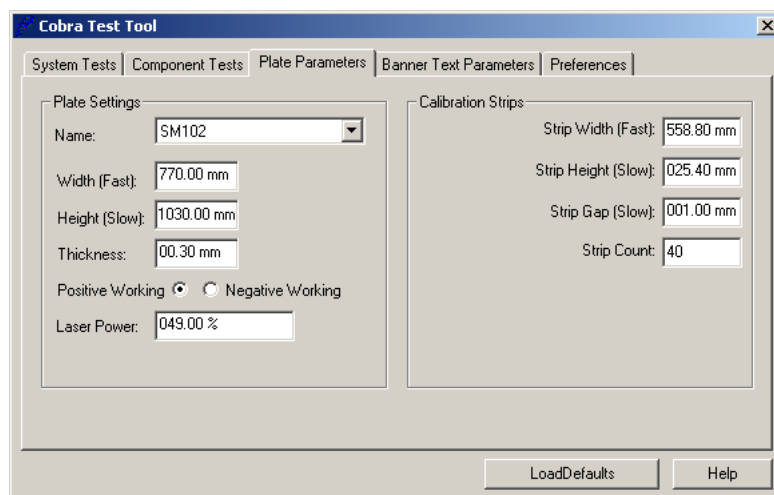 Cobra Test Tool
System Tests Component Tests Plate Parameters Banner Text Parameters Preferences
Plate Settings
Name: SM102
Width (Fast): 770.00 mm
Height (Slow): 1030.00 mm
Thickness: 00.30 mm
Positive Working Negative Working
Laser Power: 049.00 %
Calibration Strips
Strip Width (Fast): 558.80 mm
Strip Height (Slow): 025.40 mm
Strip Gap (Slow): 001.00 mm
Strip Count: 40
LoadDefaults Help